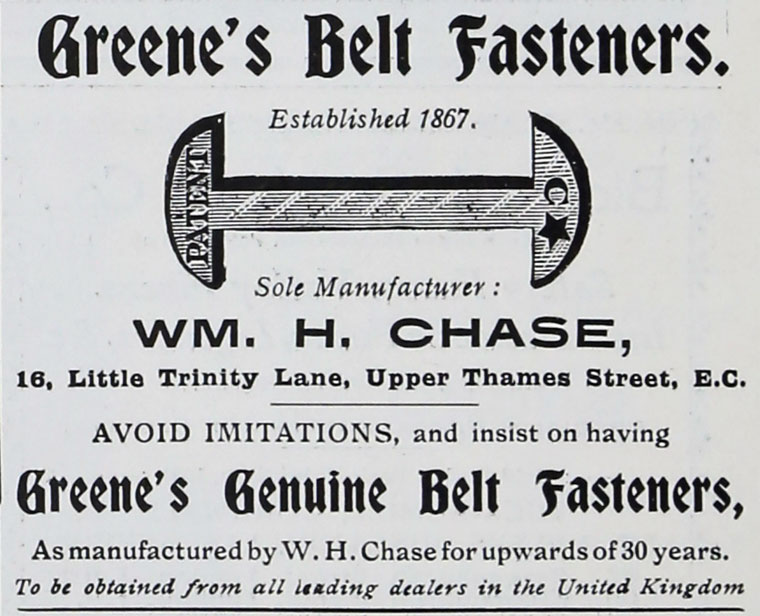 Greene's Belt Fasteners.
Established 1867.
PATENT
C★
Sole Manufacturer:
WM. H. CHASE,
16, Little Trinity Lane, Upper Thames Street, E.C.
AVOID IMITATIONS, and insist on having
Greene's Genuine Belt Fasteners,
As manufactured by W. H. Chase for upwards of 30 years.
To be obtained from all leading dealers in the United Kingdom